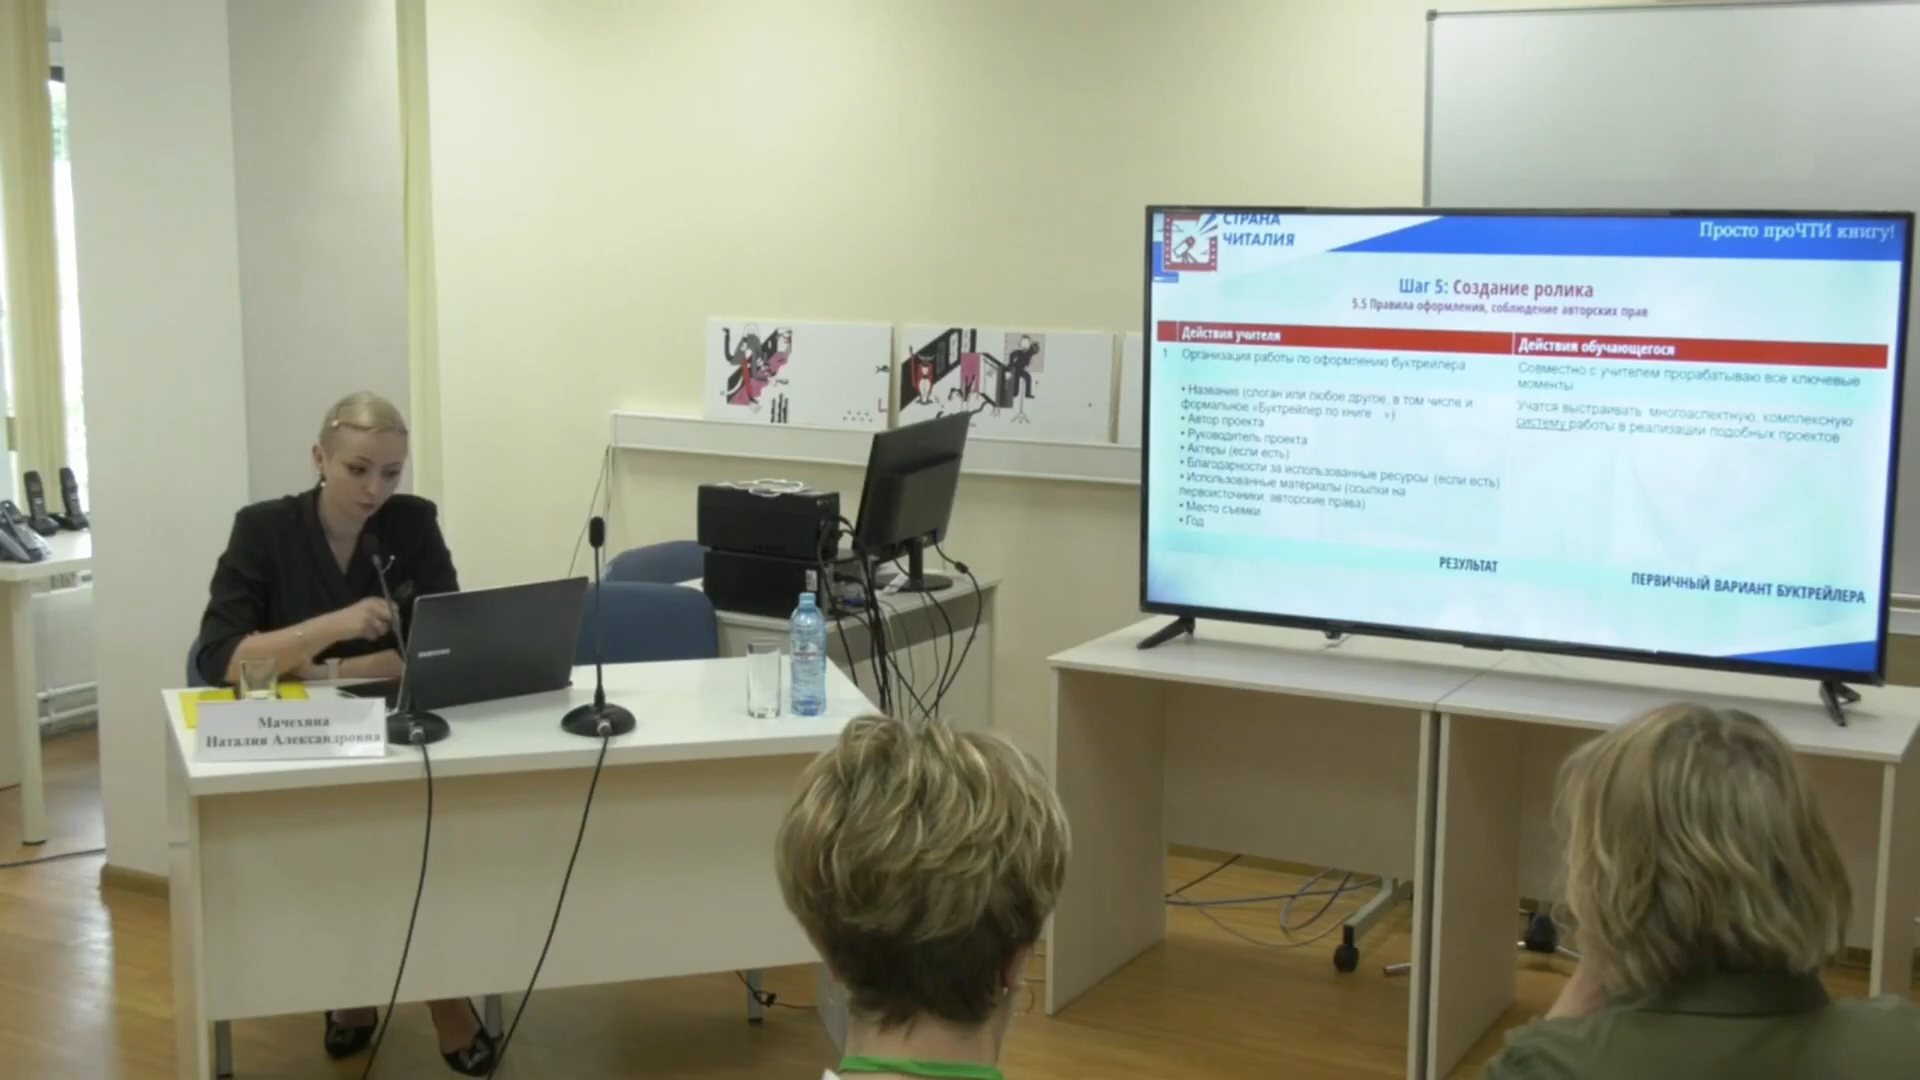 СТРАНА
ЧИТАЛИЯ
Просто проЧТИ книгу!
Шаг 5: Создание ролика
5.5 Правила оформления, соблюдение авторских прав
Действия учителя
Действия обучающегося
1 Организация работы по оформлению буктрейлера
• Название (слоган или любое другое, в том числе и
формальное «Буктрейлер по книге ...»)
• Автор проекта
• Руководитель проекта
• Актеры (если есть)
• Благодарности за использованные ресурсы (если есть)
• Использованные материалы (ссылки на
первоисточники, авторские права)
• Место съемки
• Год
Совместно с учителем прорабатываю все ключевые
моменты
Учатся выстраивать многоаспектную, комплексную
систему работы в реализации подобных проектов
РЕЗУЛЬТАТ
ПЕРВИЧНЫЙ ВАРИАНТ БУКТРЕЙЛЕРА
SAMSUNG
Мачехина
Наталия Александровна